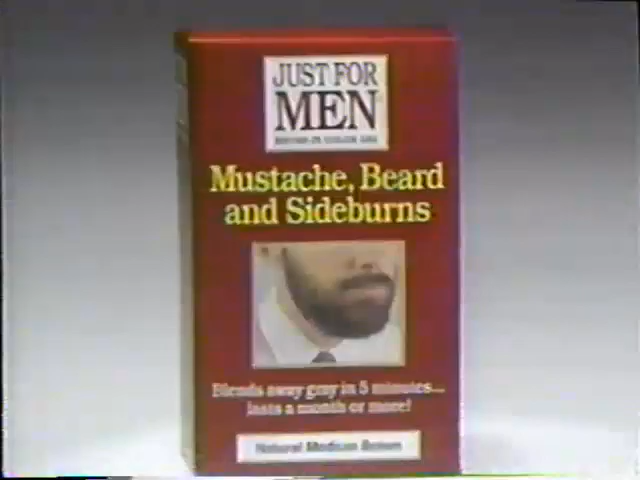 JUST FOR
MEN
Mustache, Beard
and Sideburns
Blends away gray in 5 minutes...
lasts a month or more!
Natural Medium Brown